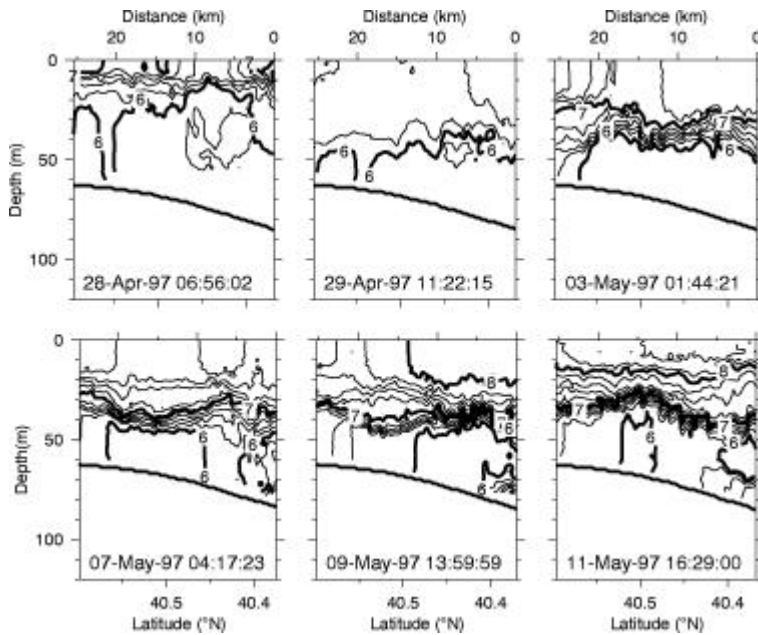 Distance (km) Distance (km) Distance (km)
20 10 0 20 10 0 20 10 0
0
50
100
Depth (m)
7 7
6
6 6
28-Apr-97 06:56:02
6
6 6
29-Apr-97 11:22:15
7
7
6 6
03-May-97 01:44:21
0
50
100
Depth(m)
7
6 6
6
07-May-97 04:17:23
8
7
6
6
6
09-May-97 13:59:59
8
7
7
6 6
11-May-97 16:29:00
40.5 40.4 40.5 40.4 40.5 40.4
Latitude (°N) Latitude (°N) Latitude (°N)